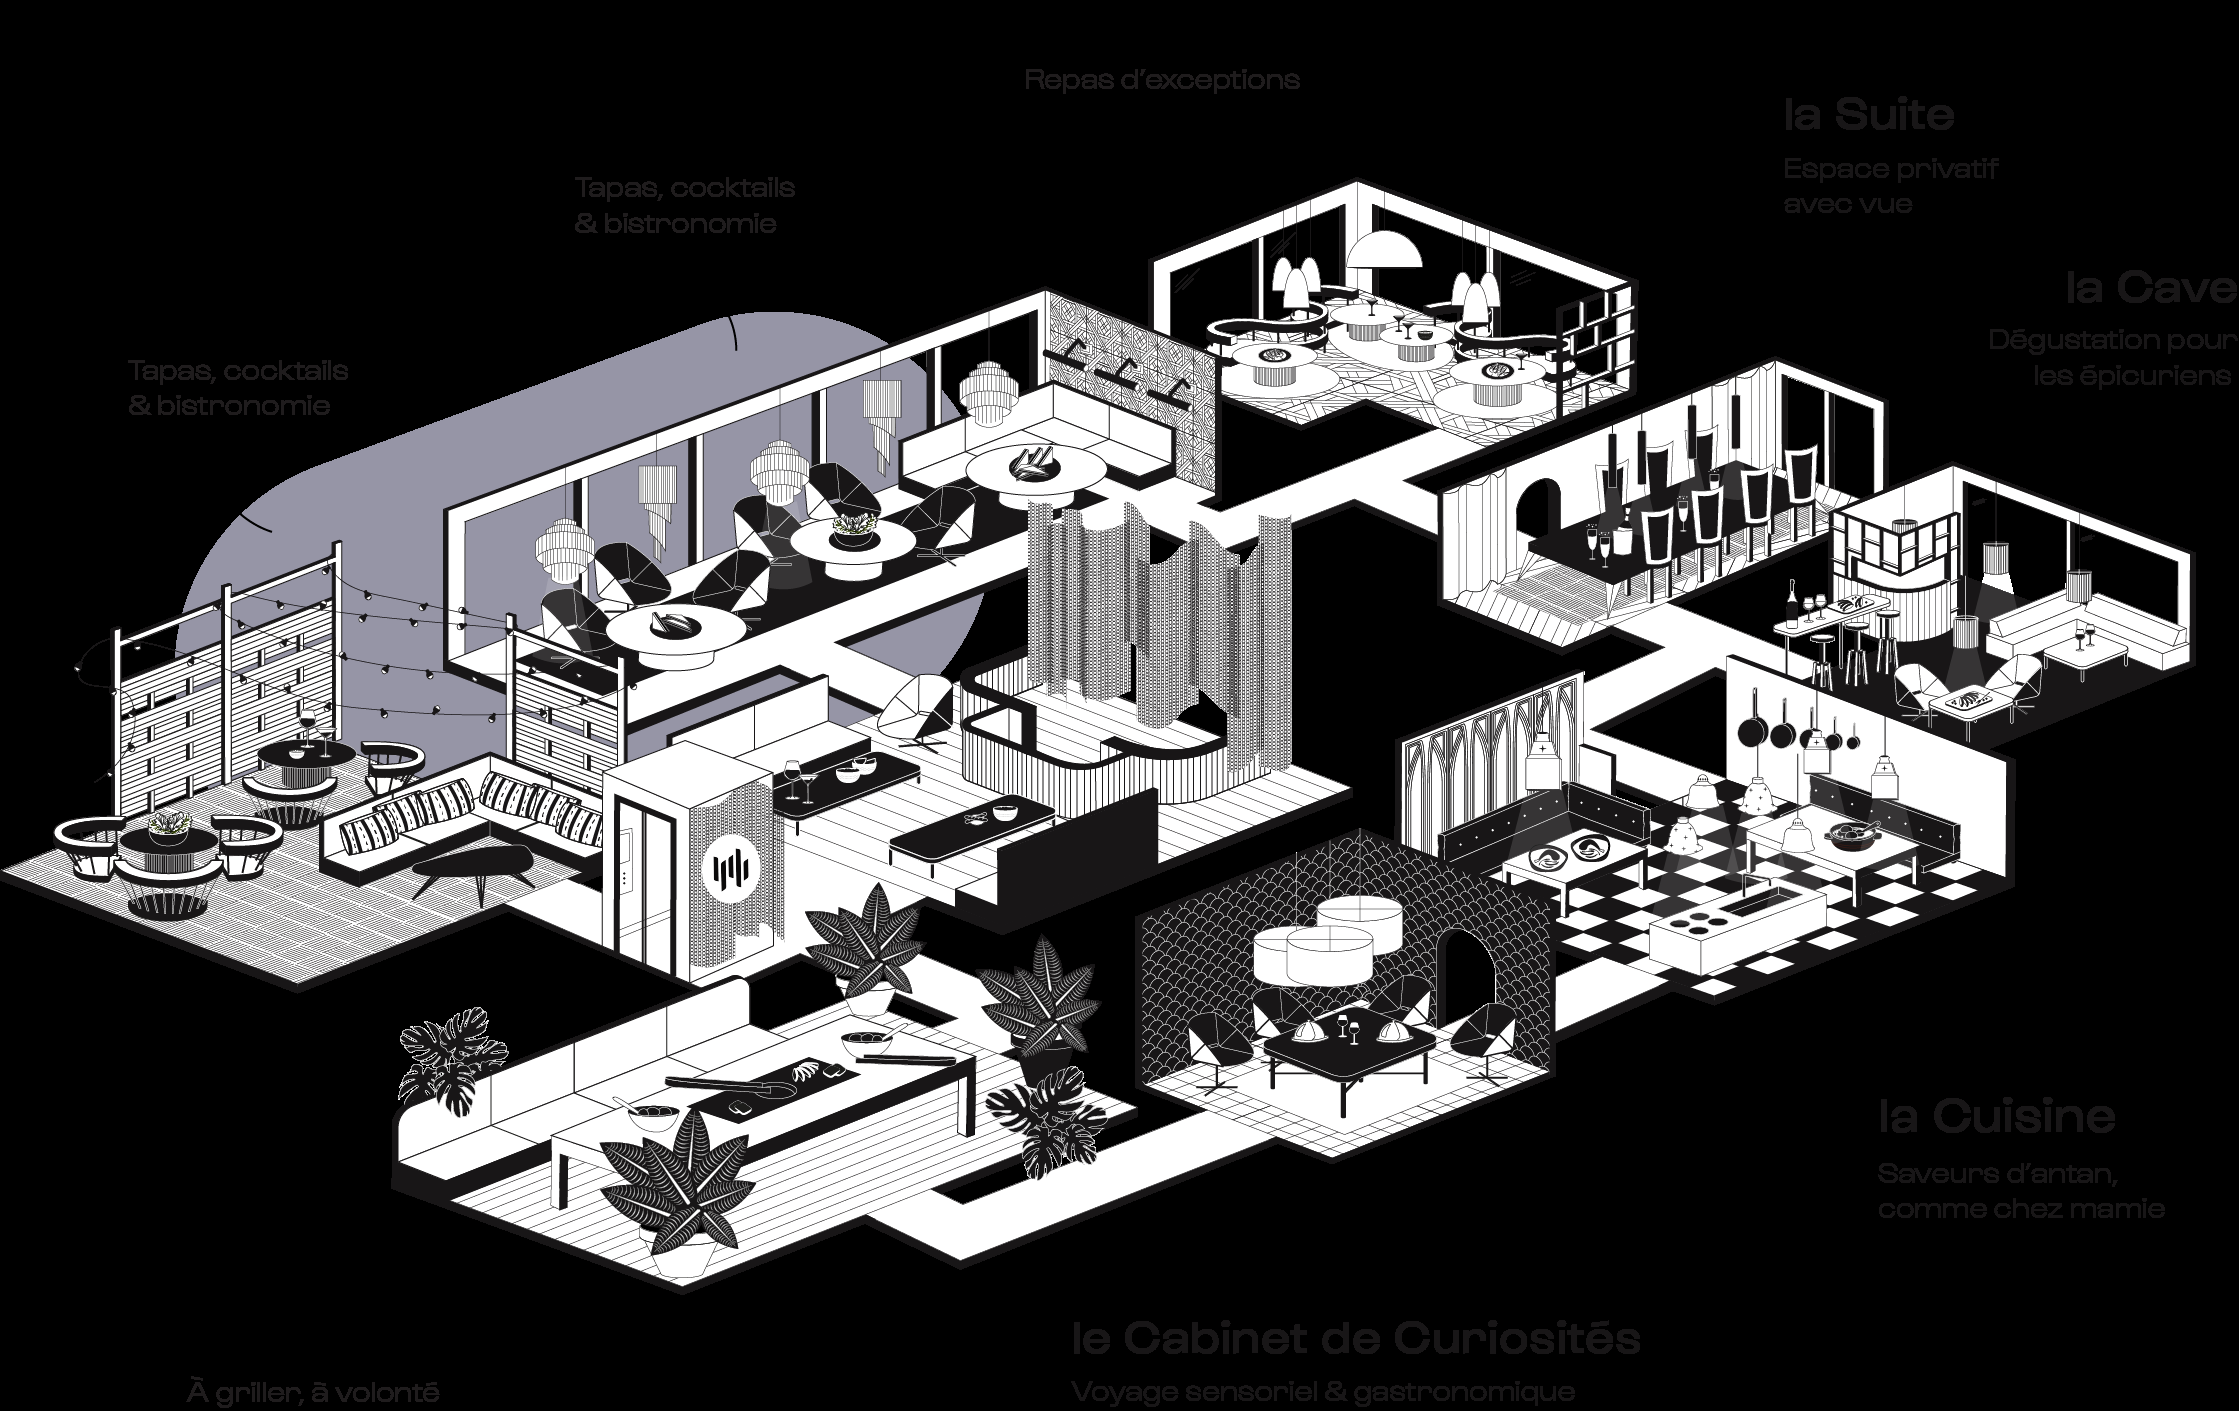 Repas d'exceptions
la Suite
Espace privatif
avec vue
Tapas, cocktails
& bistronomie
la Cave
Dégustation pour
les épicuriens
Tapas, cocktails
& bistronomie
la Cuisine
Saveurs d'antan,
comme chez mamie
le Cabinet de Curiosités
Voyage sensoriel & gastronomique
À griller, à volonté